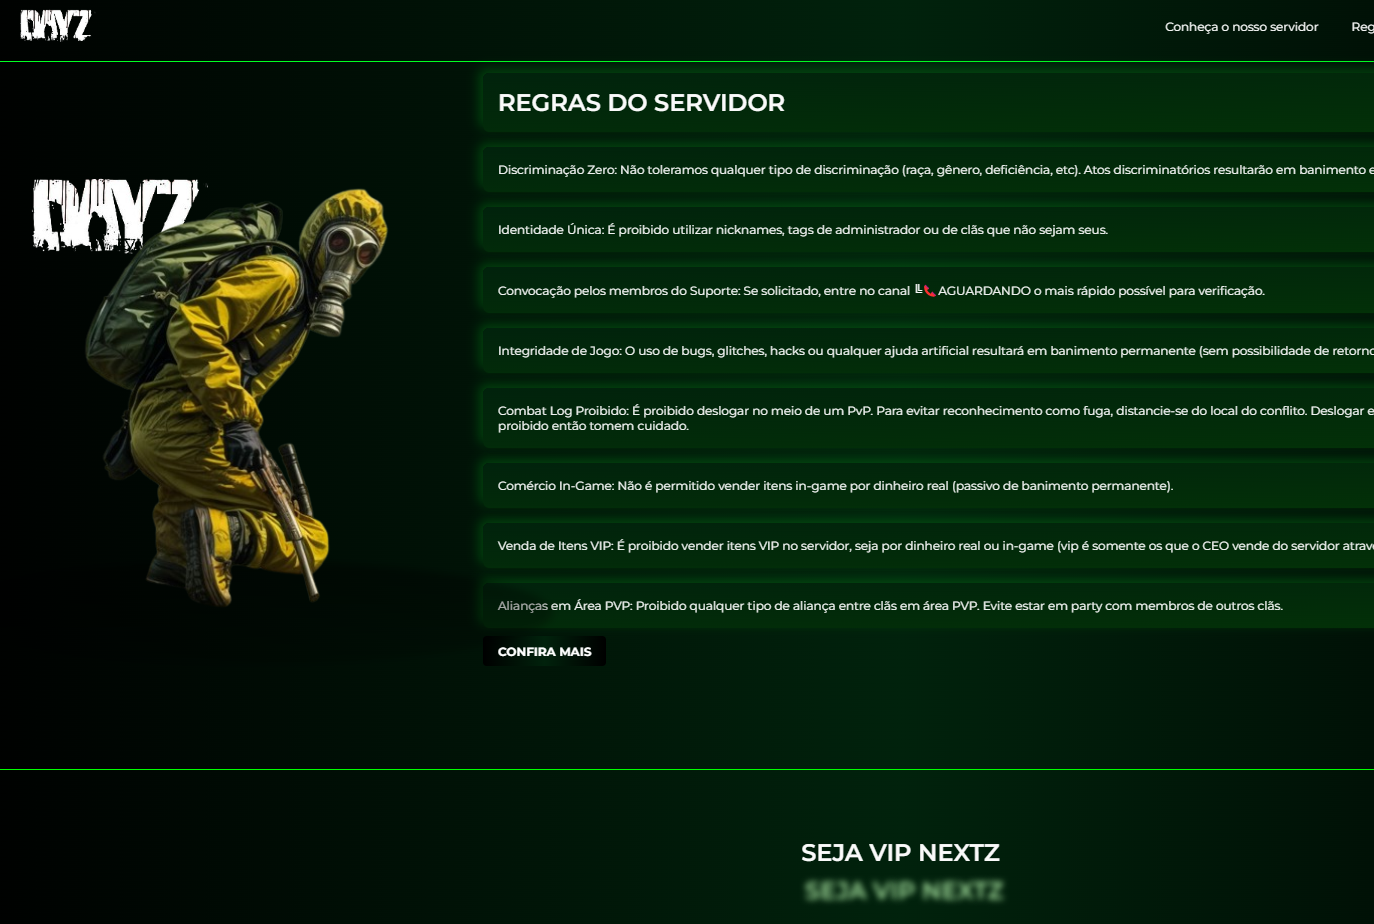 DAYZ
Conheça o nosso servidor
Reg
REGRAS DO SERVIDOR
DAYZ
Discriminação Zero: Não toleramos qualquer tipo de discriminação (raça, gênero, deficiência, etc). Atos discriminatórios resultarão em banimento e
Identidade Única: É proibido utilizar nicknames, tags de administrador ou de clãs que não sejam seus.
Convocação pelos membros do Suporte: Se solicitado, entre no canal ╚📞AGUARDANDO o mais rápido possível para verificação.
Integridade de Jogo: O uso de bugs, glitches, hacks ou qualquer ajuda artificial resultará em banimento permanente (sem possibilidade de retorno
Combat Log Proibido: É proibido deslogar no meio de um PvP. Para evitar reconhecimento como fuga, distancie-se do local do conflito. Deslogar e
proibido então tomem cuidado.
Comércio In-Game: Não é permitido vender itens in-game por dinheiro real (passivo de banimento permanente).
Venda de Itens VIP: É proibido vender itens VIP no servidor, seja por dinheiro real ou in-game (vip é somente os que o CEO vende do servidor atrav
Alianças em Área PVP: Proibido qualquer tipo de aliança entre clãs em área PVP. Evite estar em party com membros de outros clãs.
CONFIRA MAIS
SEJA VIP NEXTZ
SEJA VIP NEXTZ